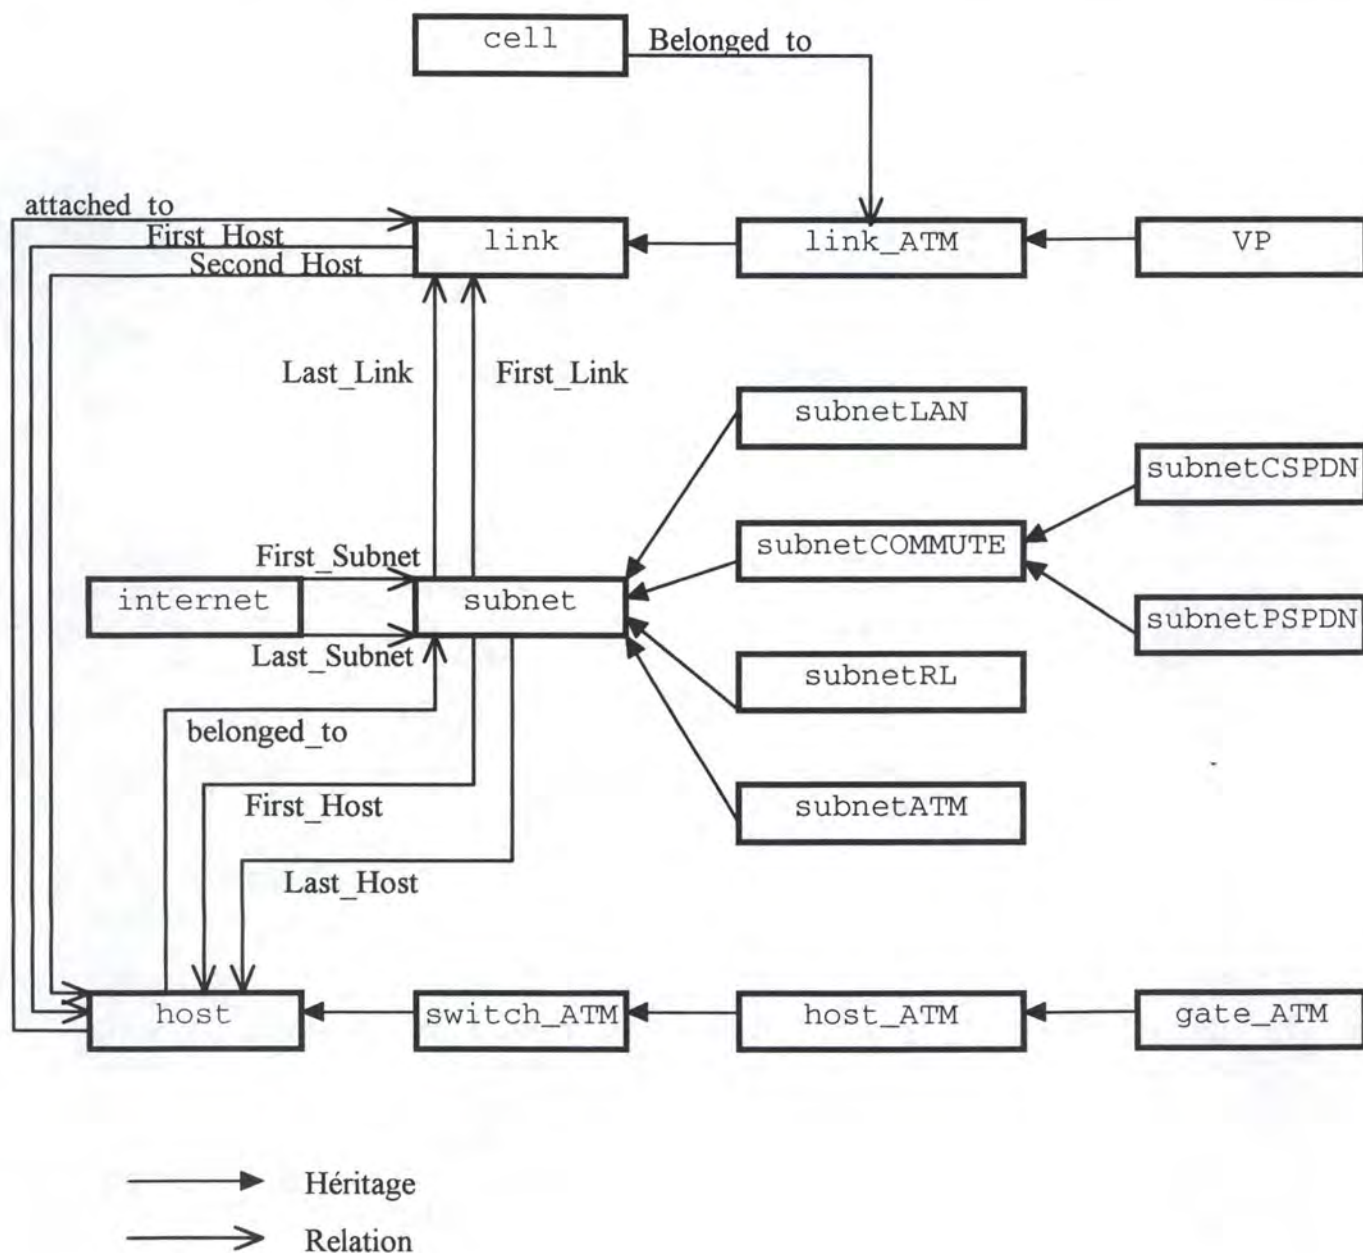 cell
Belonged to
attached to
First Host
Second Host
link
link_ATM
VP
Last_Link
First_Link
subnetLAN
subnetCSPDN
subnetCOMMUTE
First_Subnet
internet
subnet
subnetPSPDN
Last_Subnet
subnetRL
belonged_to
First_Host
subnetATM
Last_Host
host
switch_ATM
host_ATM
gate_ATM
Héritage
Relation